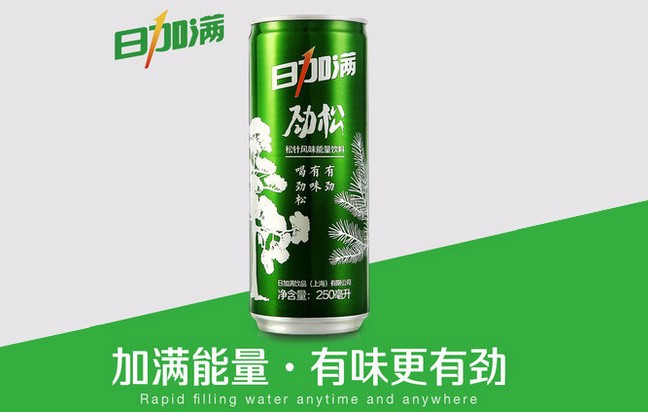 日加满
日加满
劲松
松针风味能量饮料
喝劲松
有味
有劲
日加满饮品(上海)有限公司
净含量:250毫升
加满能量·有味更有劲
Rapid filling water anytime and anywhere